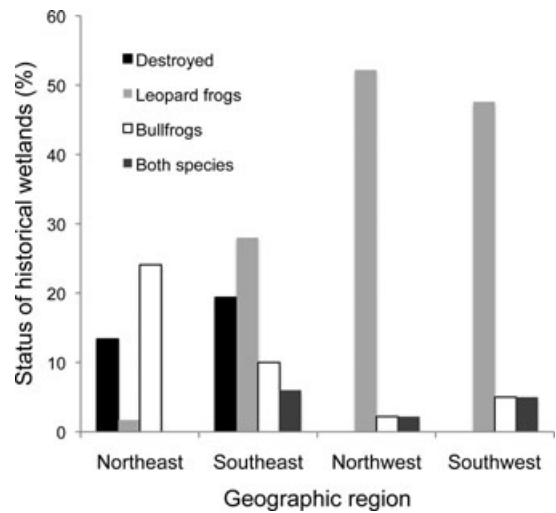 60
50
40
30
20
10
0
Status of historical wetlands (%)
Destroyed
Leopard frogs
Bullfrogs
Both species
Northeast Southeast Northwest Southwest
Geographic region